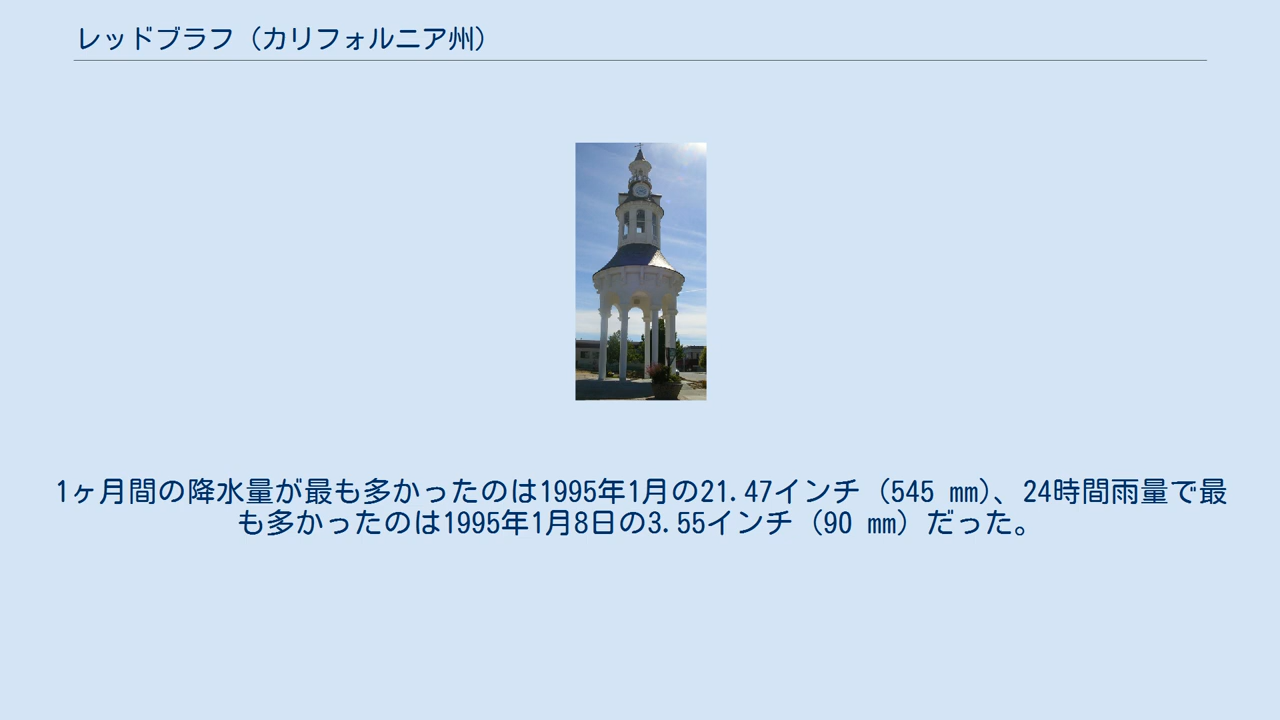 レッドブラフ（カリフォルニア州）
1ヶ月間の降水量が最も多かったのは1995年1月の21.47インチ（545 mm）、24時間雨量で最
も多かったのは1995年1月8日の3.55インチ（90 mm）だった。